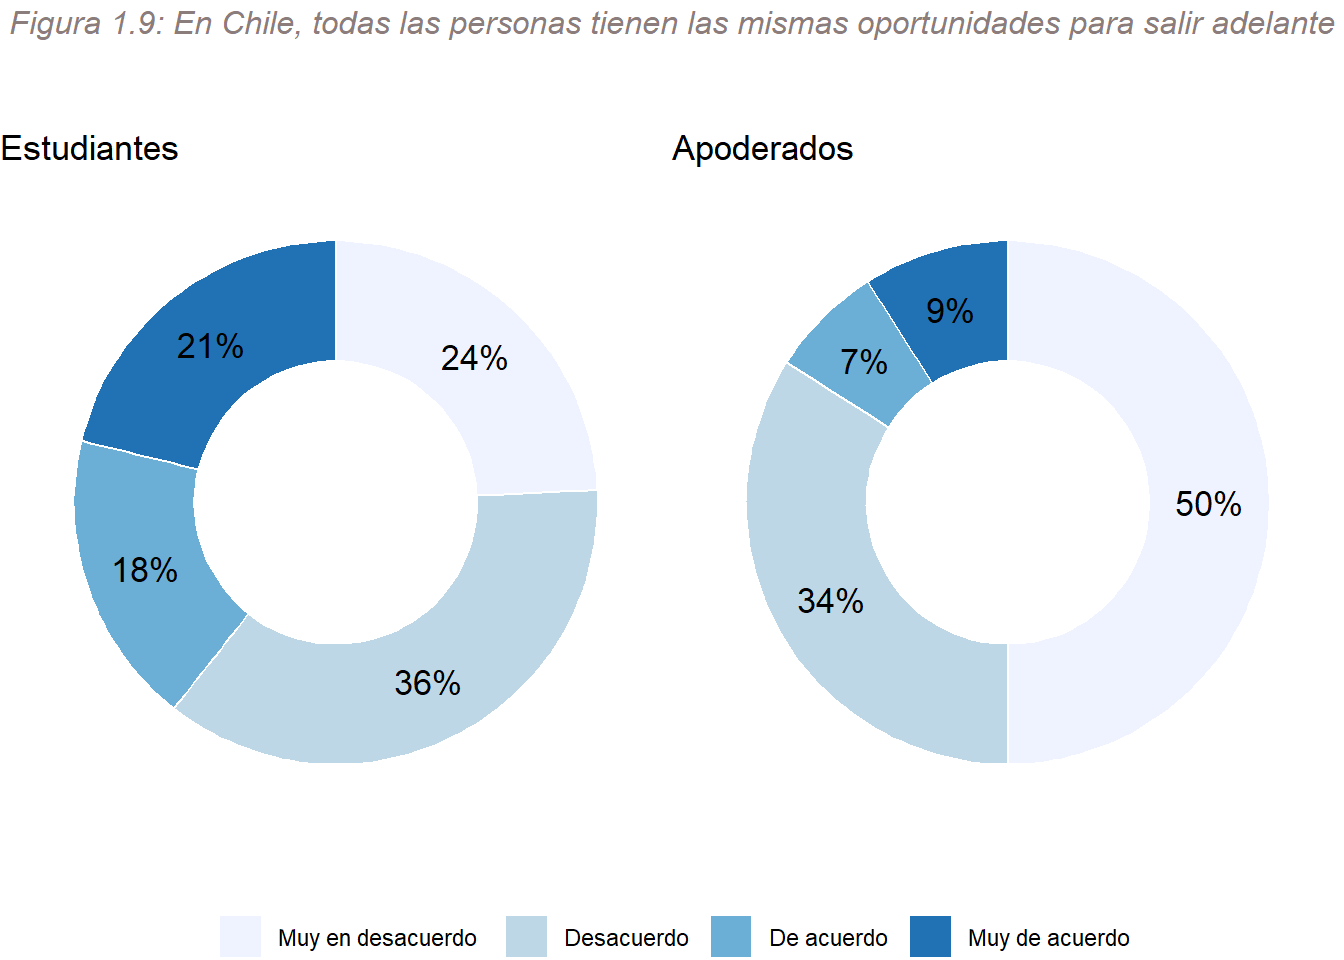 Figura 1.9: En Chile, todas las personas tienen las mismas oportunidades para salir adelante
Estudiantes
21%
24%
18%
36%
Apoderados
9%
7%
50%
34%
Muy en desacuerdo
Desacuerdo
De acuerdo
Muy de acuerdo